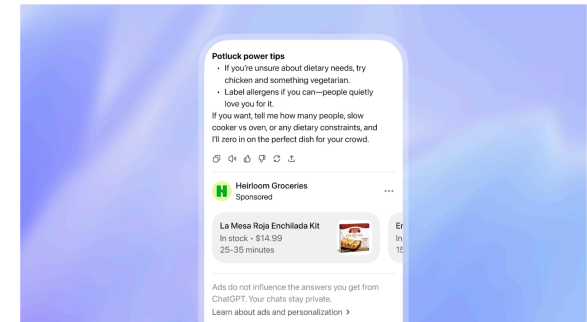 Potluck power tips
• If you're unsure about dietary needs, try
chicken and something vegetarian.
• Label allergens if you can—people quietly
love you for it.
If you want, tell me how many people, slow
cooker vs oven, or any dietary constraints, and
I'll zero in on the perfect dish for your crowd.
H
Heirloom Groceries
Sponsored
La Mesa Roja Enchilada Kit
In stock • $14.99
25-35 minutes
Er
In
15
Ads do not influence the answers you get from
ChatGPT. Your chats stay private.
Learn about ads and personalization >